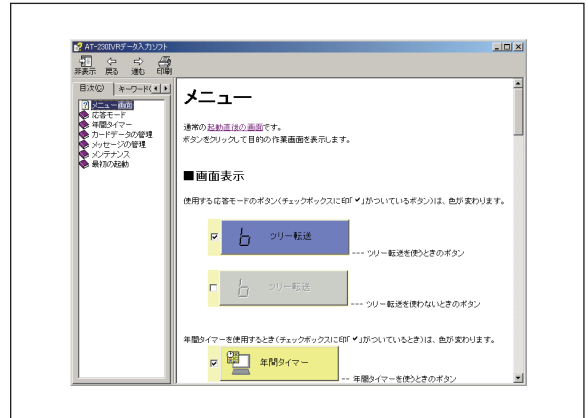 AT-230IVRデータ入力ソフト
非表示 戻る 進む 印刷
目次(C) キーワード(
メニュー画面
応答モード
年間タイマー
カードデータの管理
メッセージの管理
メンテナンス
最初の起動
メニュー
通常の起動直後の画面です。
ボタンをクリックして目的の作業画面を表示します。
■画面表示
使用する応答モードのボタン(チェックボックスに印「✔」がついているボタン)は、色が変わります。
ツリー転送
--- ツリー転送を使うときのボタン
ツリー転送
--- ツリー転送を使わないときのボタン
年間タイマーを使用するとき(チェックボックスに印「✔」がついているとき)は、色が変わります。
年間タイマー
-- 年間タイマーを使うときのボタン